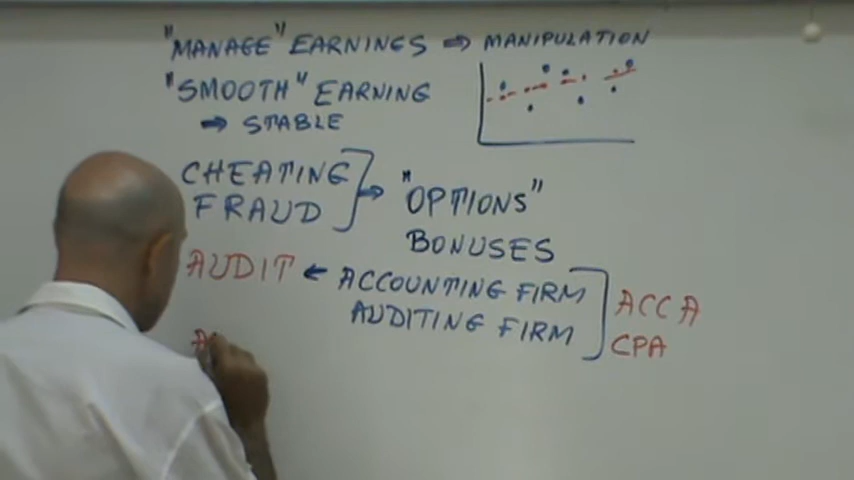 "MANAGE" EARNINGS ⇒ MANIPULATION
"SMOOTH" EARNING
→ STABLE
CHEATING
FRAUD
→ "OPTIONS"
BONUSES
AUDIT ← ACCOUNTING FIRM
AUDITING FIRM
ACCA
CPA